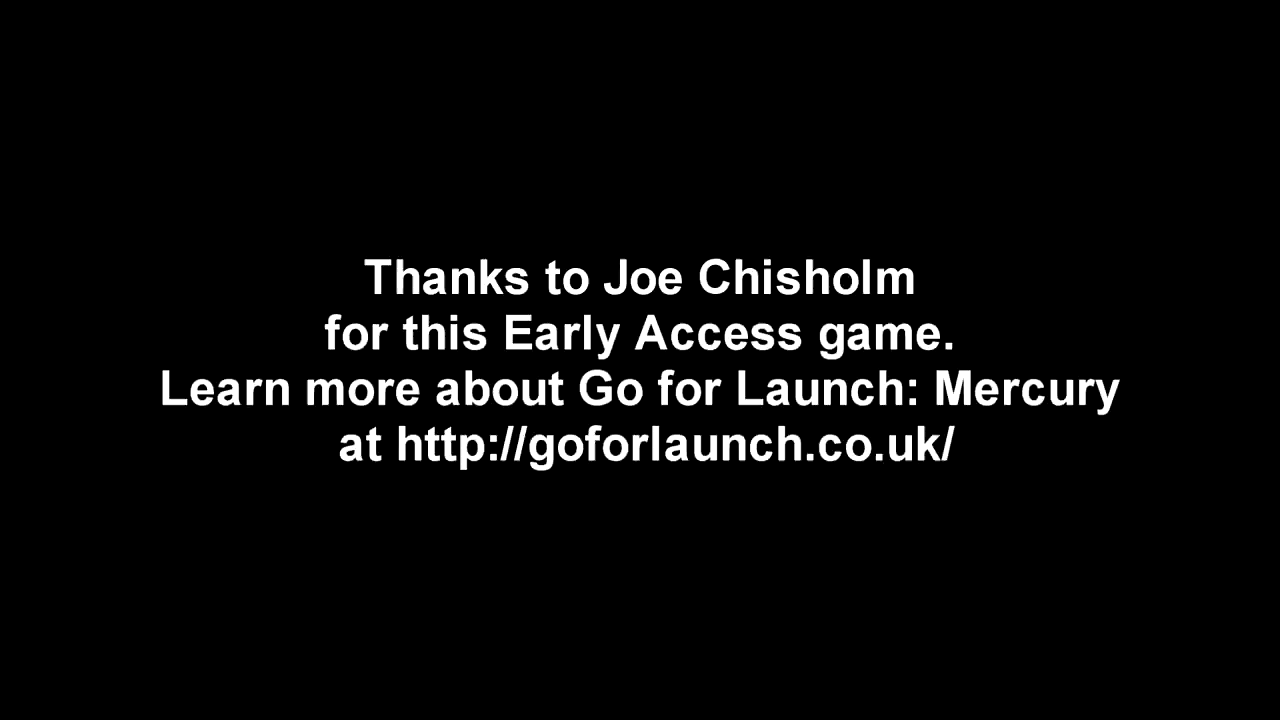 Thanks to Joe Chisholm
for this Early Access game.
Learn more about Go for Launch: Mercury
at http://goforlaunch.co.uk/